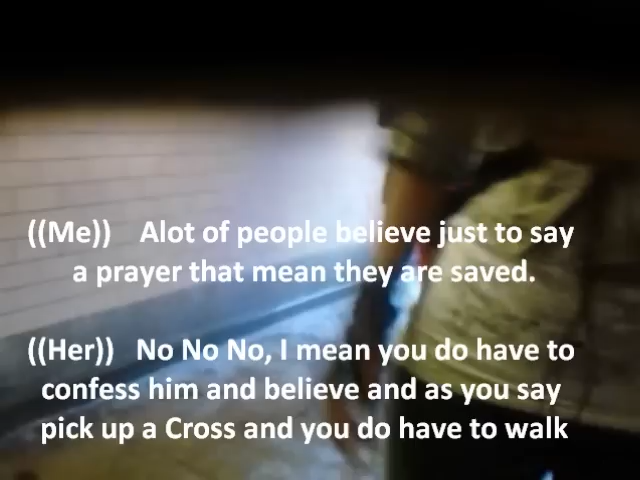 ((Me)) Alot of people believe just to say
a prayer that mean they are saved.
((Her)) No No No, I mean you do have to
confess him and believe and as you say
pick up a Cross and you do have to walk